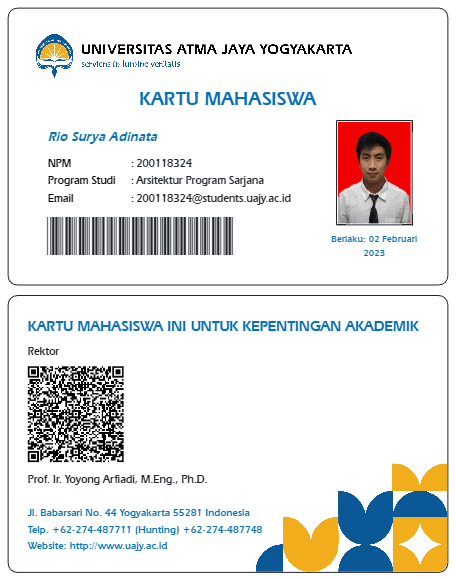 UNIVERSITAS ATMA JAYA YOGYAKARTA
serviens in lumine veritatis
KARTU MAHASISWA
Rio Surya Adinata
NPM : 200118324
Program Studi : Arsitektur Program Sarjana
Email : 200118324@students.uajy.ac.id
Berlaku: 02 Februari
2023
KARTU MAHASISWA INI UNTUK KEPENTINGAN AKADEMIK
Rektor
Prof. Ir. Yoyong Arfiadi, M.Eng., Ph.D.
Jl. Babarsari No. 44 Yogyakarta 55281 Indonesia
Telp. +62-274-487711 (Hunting) +62-274-487748
Website: http://www.uajy.ac.id